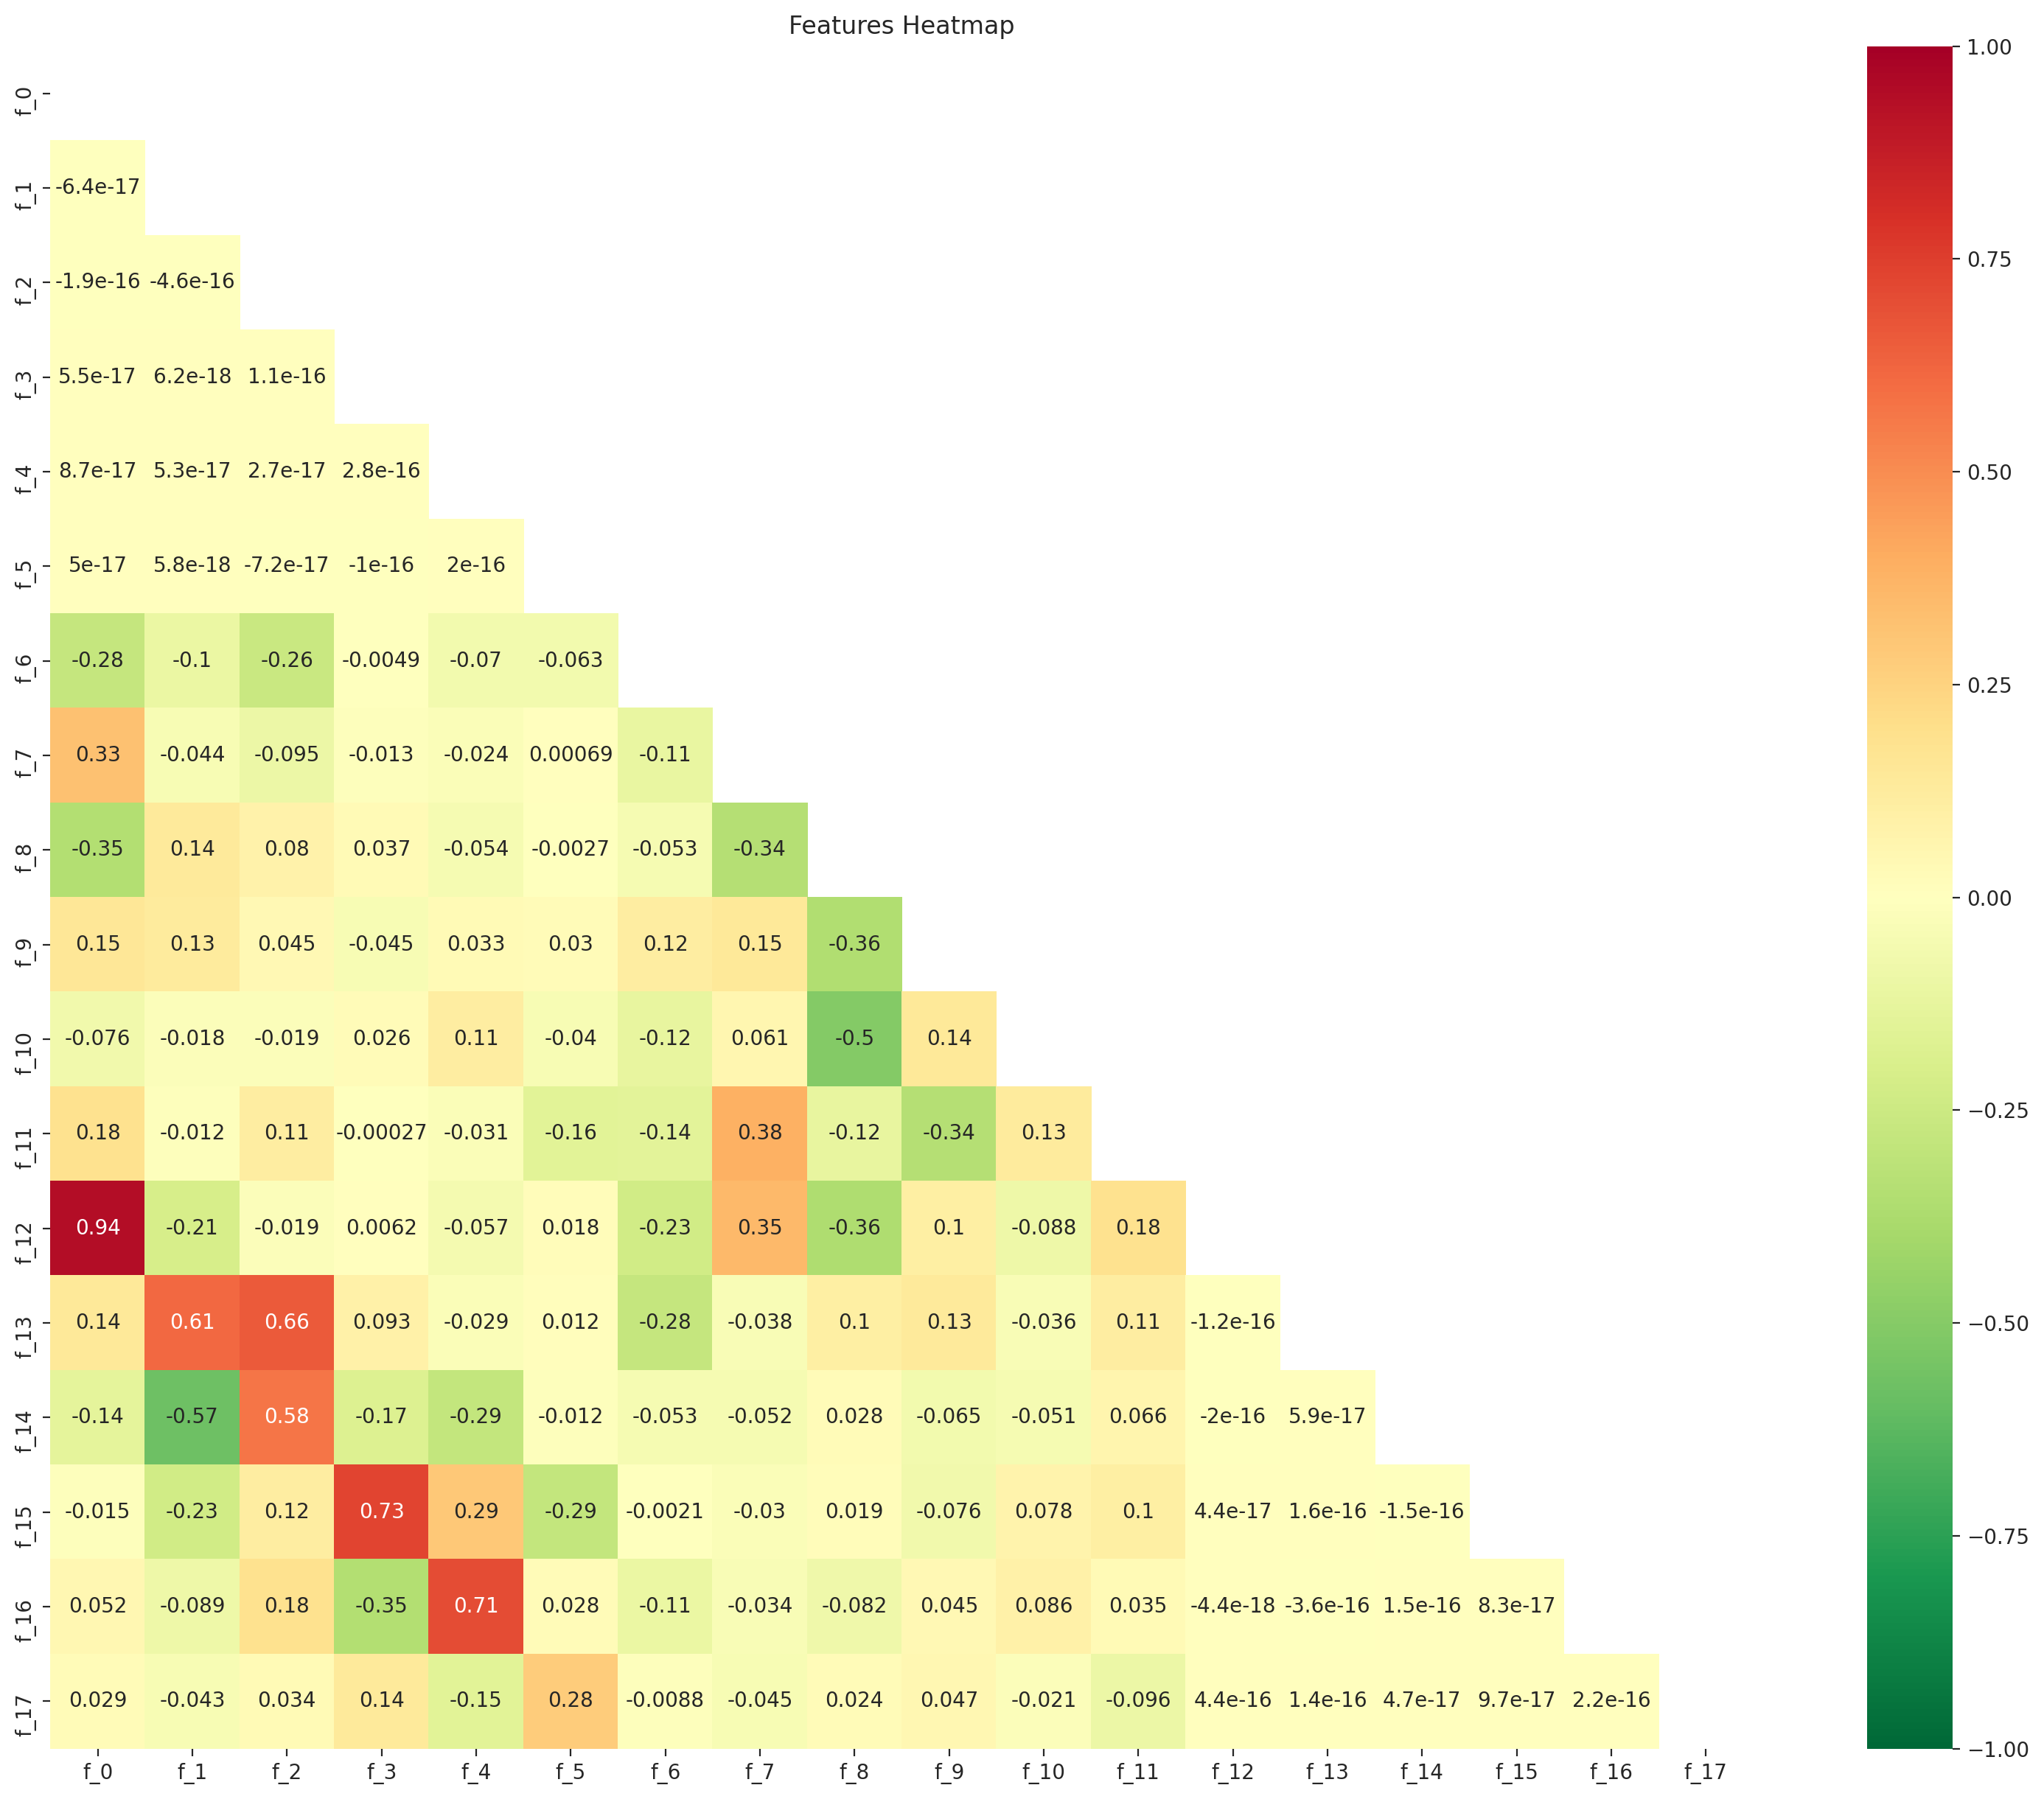 Features Heatmap
f_0
f_1 -6.4e-17
f_2 -1.9e-16 -4.6e-16
f_3 5.5e-17 6.2e-18 1.1e-16
f_4 8.7e-17 5.3e-17 2.7e-17 2.8e-16
f_5 5e-17 5.8e-18 -7.2e-17 -1e-16 2e-16
f_6 -0.28 -0.1 -0.26 -0.0049 -0.07 -0.063
f_7 0.33 -0.044 -0.095 -0.013 -0.024 0.00069 -0.11
f_8 -0.35 0.14 0.08 0.037 -0.054 -0.0027 -0.053 -0.34
f_9 0.15 0.13 0.045 -0.045 0.033 0.03 0.12 0.15 -0.36
f_10 -0.076 -0.018 -0.019 0.026 0.11 -0.04 -0.12 0.061 -0.5 0.14
f_11 0.18 -0.012 0.11 -0.00027 -0.031 -0.16 -0.14 0.38 -0.12 -0.34 0.13
f_12 0.94 -0.21 -0.019 0.0062 -0.057 0.018 -0.23 0.35 -0.36 0.1 -0.088 0.18
f_13 0.14 0.61 0.66 0.093 -0.029 0.012 -0.28 -0.038 0.1 0.13 -0.036 0.11 -1.2e-16
f_14 -0.14 -0.57 0.58 -0.17 -0.29 -0.012 -0.053 -0.052 0.028 -0.065 -0.051 0.066 -2e-16 5.9e-17
f_15 -0.015 -0.23 0.12 0.73 0.29 -0.29 -0.0021 -0.03 0.019 -0.076 0.078 0.1 4.4e-17 1.6e-16 -1.5e-16
f_16 0.052 -0.089 0.18 -0.35 0.71 0.028 -0.11 -0.034 -0.082 0.045 0.086 0.035 -4.4e-18 -3.6e-16 1.5e-16 8.3e-17
f_17 0.029 -0.043 0.034 0.14 -0.15 0.28 -0.0088 -0.045 0.024 0.047 -0.021 -0.096 4.4e-16 1.4e-16 4.7e-17 9.7e-17 2.2e-16
f_0 f_1 f_2 f_3 f_4 f_5 f_6 f_7 f_8 f_9 f_10 f_11 f_12 f_13 f_14 f_15 f_16 f_17
1.00
0.75
0.50
0.25
0.00
−0.25
−0.50
−0.75
−1.00